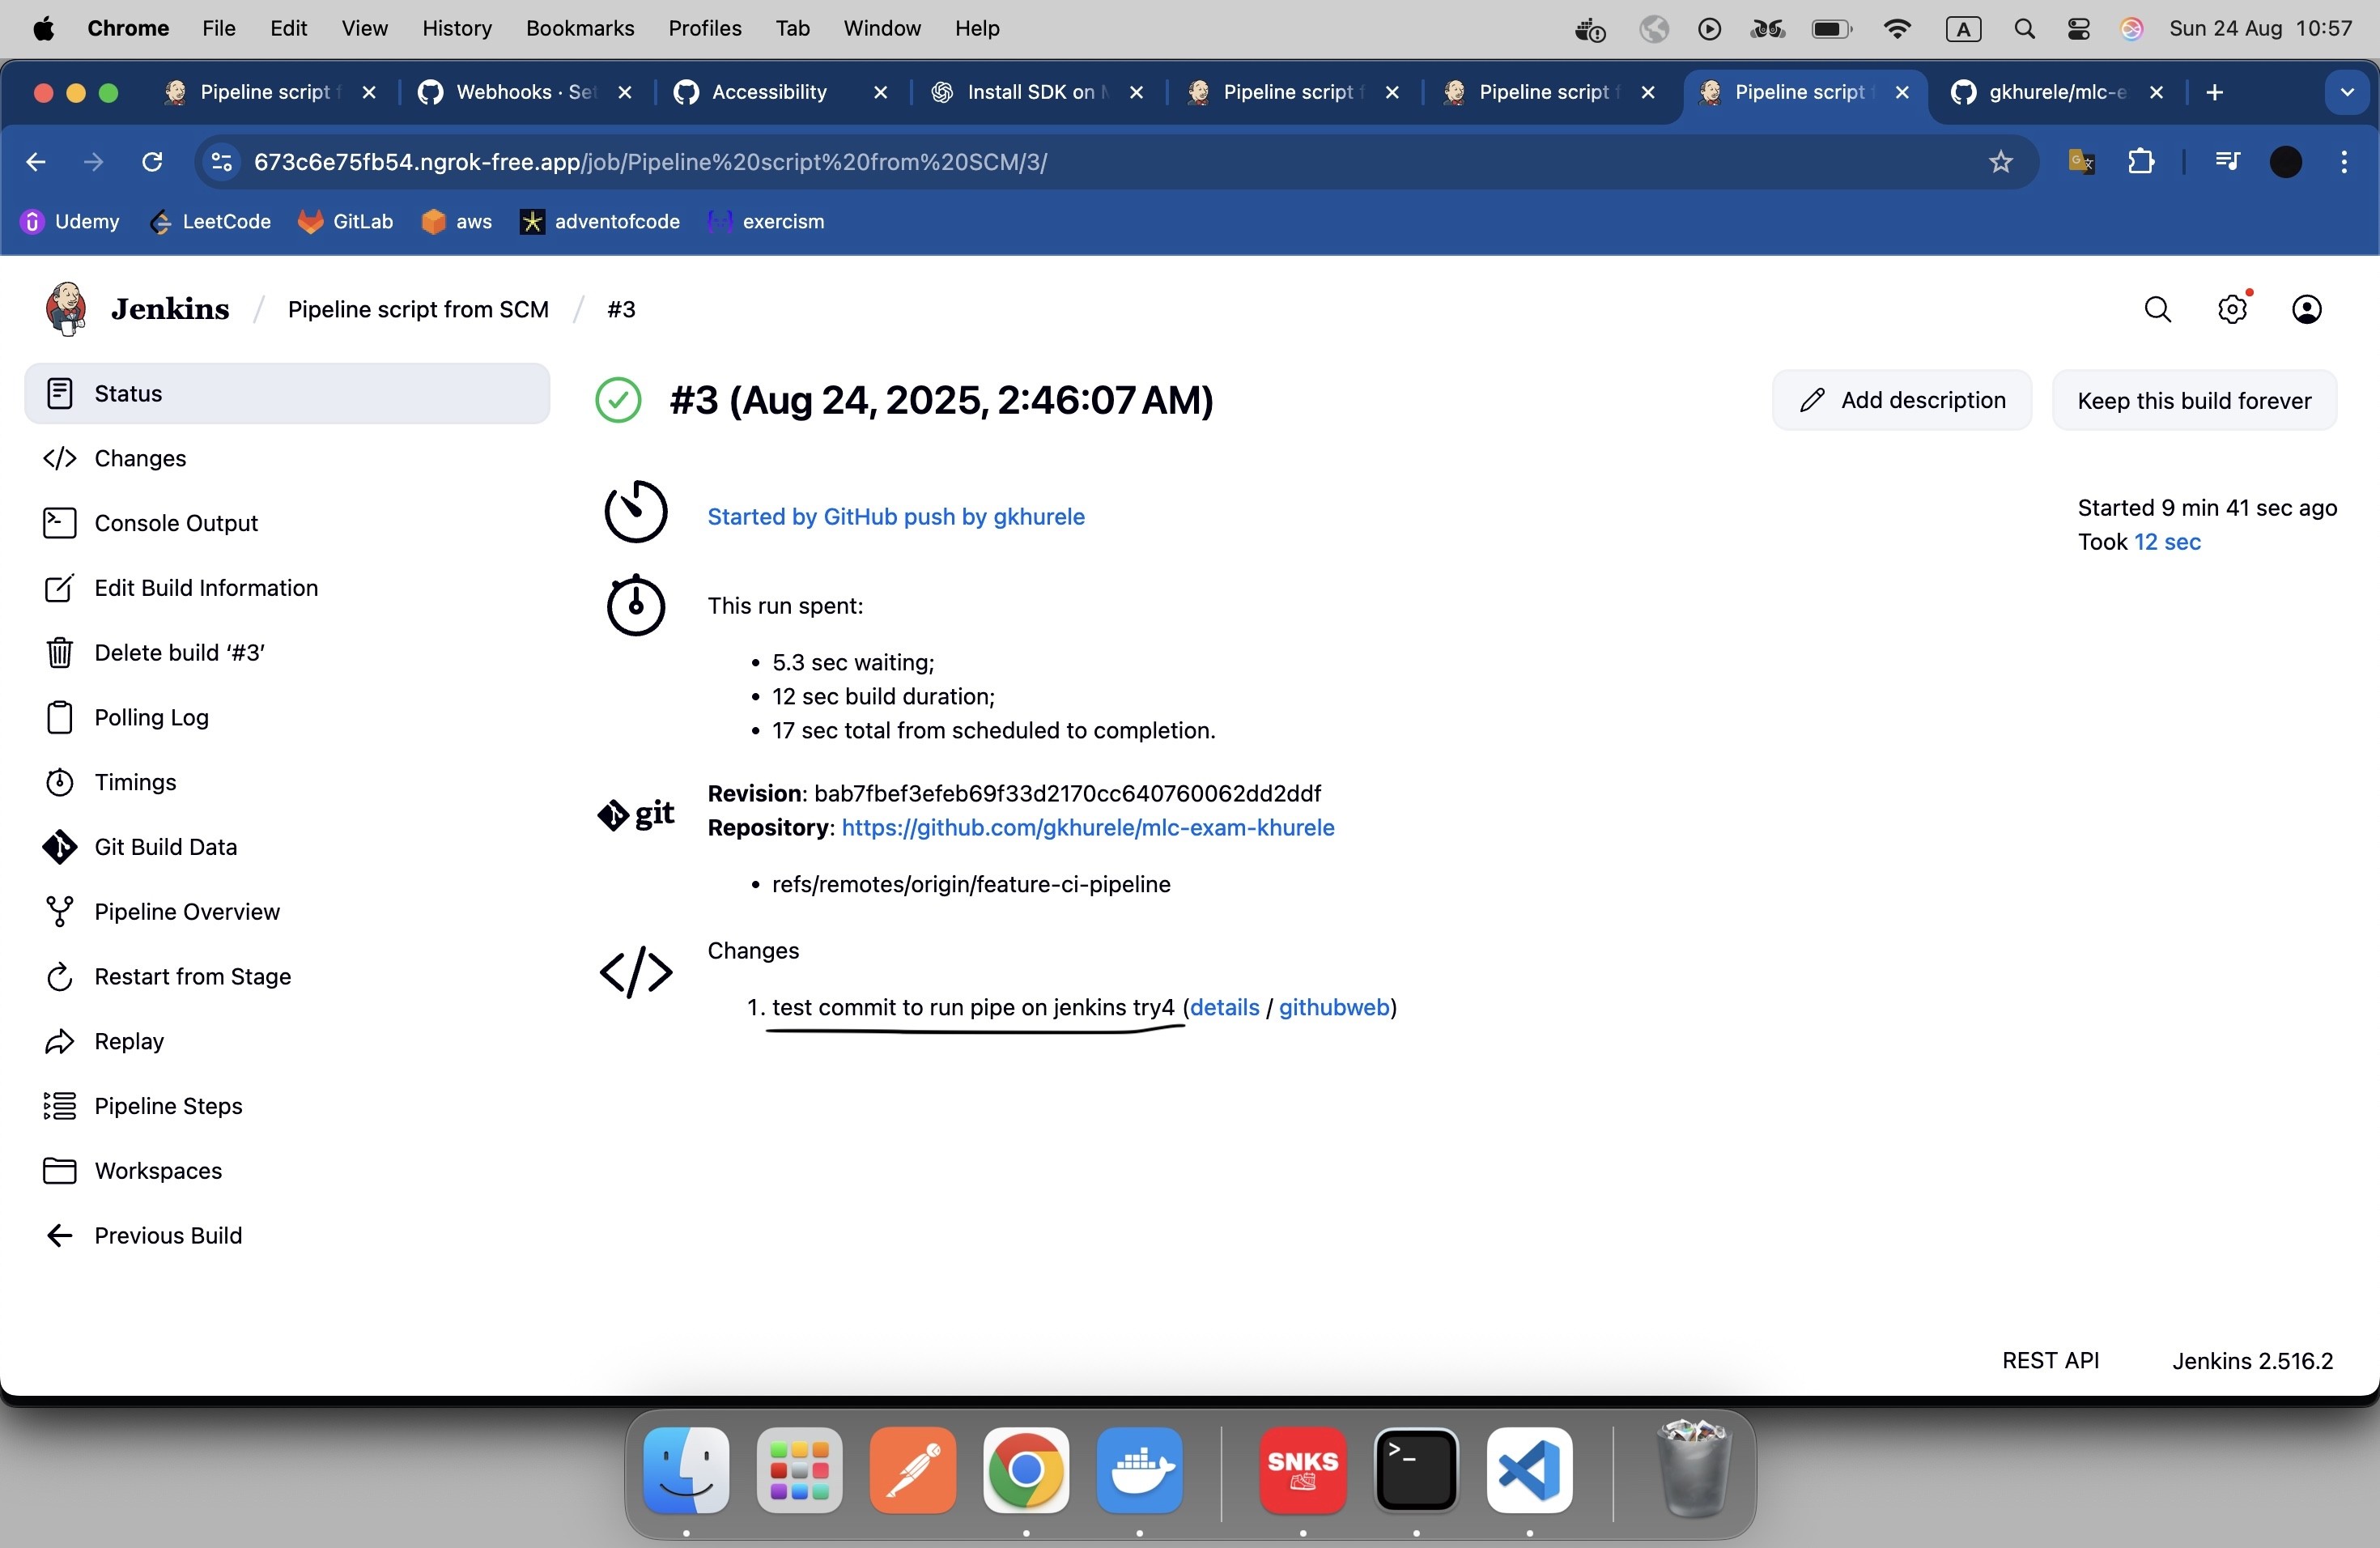 Chrome File Edit View History Bookmarks Profiles Tab Window Help A Sun 24 Aug 10:57
Pipeline script f Webhooks · Set Accessibility Install SDK on M Pipeline script f Pipeline script f Pipeline script f gkhurele/mlc-e
673c6e75fb54.ngrok-free.app/job/Pipeline%20script%20from%20SCM/3/
Udemy LeetCode GitLab aws adventofcode exercism
Jenkins / Pipeline script from SCM / #3
Status
Changes
Console Output
Edit Build Information
Delete build ‘#3’
Polling Log
Timings
Git Build Data
Pipeline Overview
Restart from Stage
Replay
Pipeline Steps
Workspaces
Previous Build
#3 (Aug 24, 2025, 2:46:07 AM)
Add description
Keep this build forever
Started by GitHub push by gkhurele
Started 9 min 41 sec ago
Took 12 sec
This run spent:
• 5.3 sec waiting;
• 12 sec build duration;
• 17 sec total from scheduled to completion.
git
Revision: bab7fbef3efeb69f33d2170cc640760062dd2ddf
Repository: https://github.com/gkhurele/mlc-exam-khurele
• refs/remotes/origin/feature-ci-pipeline
Changes
1. test commit to run pipe on jenkins try4 (details / githubweb)
REST API
Jenkins 2.516.2
SNKS